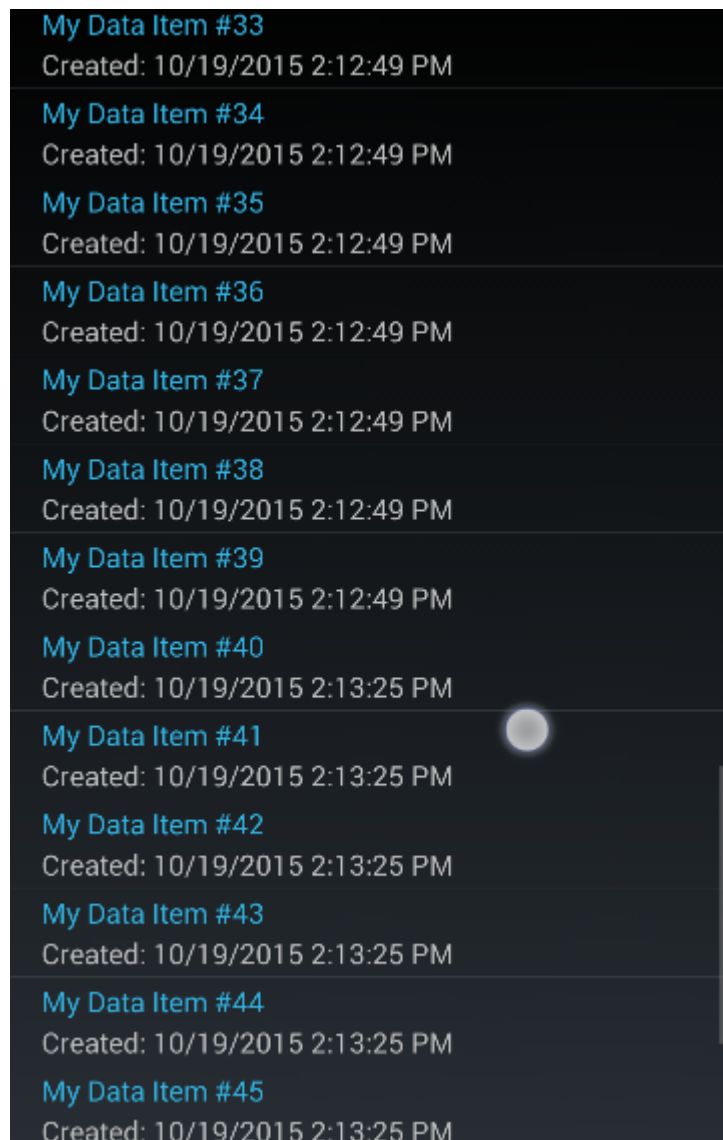 My Data Item #33
Created: 10/19/2015 2:12:49 PM
My Data Item #34
Created: 10/19/2015 2:12:49 PM
My Data Item #35
Created: 10/19/2015 2:12:49 PM
My Data Item #36
Created: 10/19/2015 2:12:49 PM
My Data Item #37
Created: 10/19/2015 2:12:49 PM
My Data Item #38
Created: 10/19/2015 2:12:49 PM
My Data Item #39
Created: 10/19/2015 2:12:49 PM
My Data Item #40
Created: 10/19/2015 2:13:25 PM
My Data Item #41
Created: 10/19/2015 2:13:25 PM
My Data Item #42
Created: 10/19/2015 2:13:25 PM
My Data Item #43
Created: 10/19/2015 2:13:25 PM
My Data Item #44
Created: 10/19/2015 2:13:25 PM
My Data Item #45
Created: 10/19/2015 2:13:25 PM